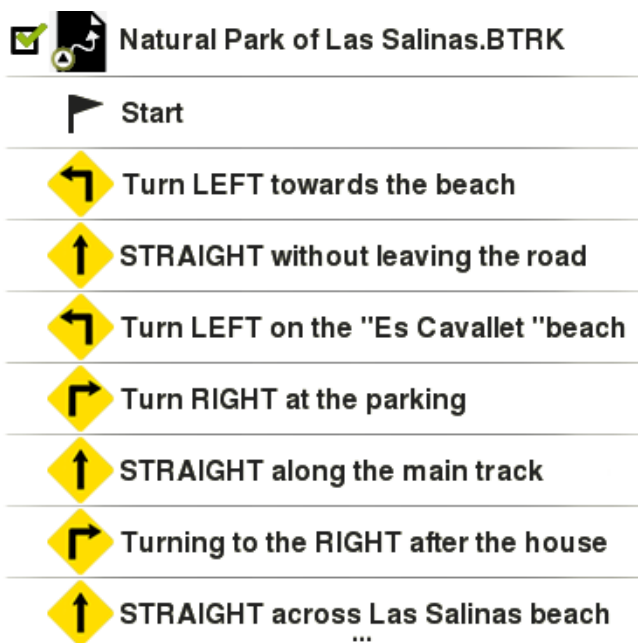 Natural Park of Las Salinas.BTRK
Start
Turn LEFT towards the beach
STRAIGHT without leaving the road
Turn LEFT on the "Es Cavallet "beach
Turn RIGHT at the parking
STRAIGHT along the main track
Turning to the RIGHT after the house
STRAIGHT across Las Salinas beach
...